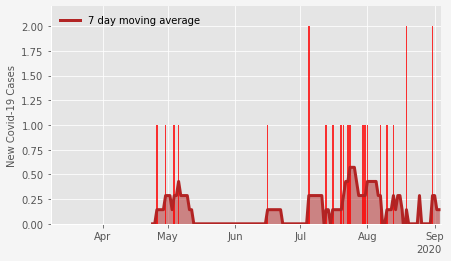 7 day moving average
New Covid-19 Cases
2.00
1.75
1.50
1.25
1.00
0.75
0.50
0.25
0.00
Apr
May
Jun
Jul
Aug
Sep
2020